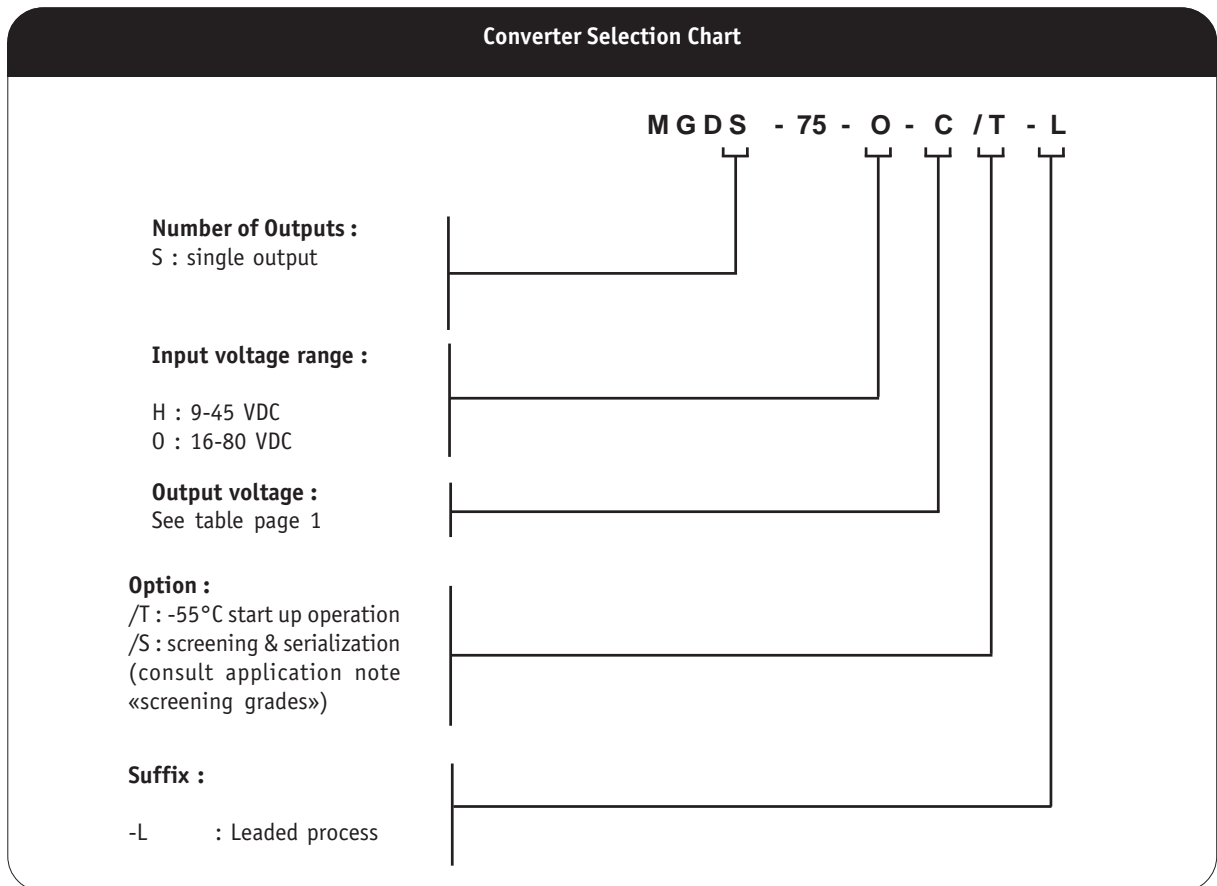 Converter Selection Chart
MGDS - 75 - O - C /T - L
Number of Outputs :
S : single output
Input voltage range :
H : 9-45 VDC
O : 16-80 VDC
Output voltage :
See table page 1
Option :
/T : -55°C start up operation
/S : screening & serialization
(consult application note
«screening grades»)
Suffix :
-L : Leaded process